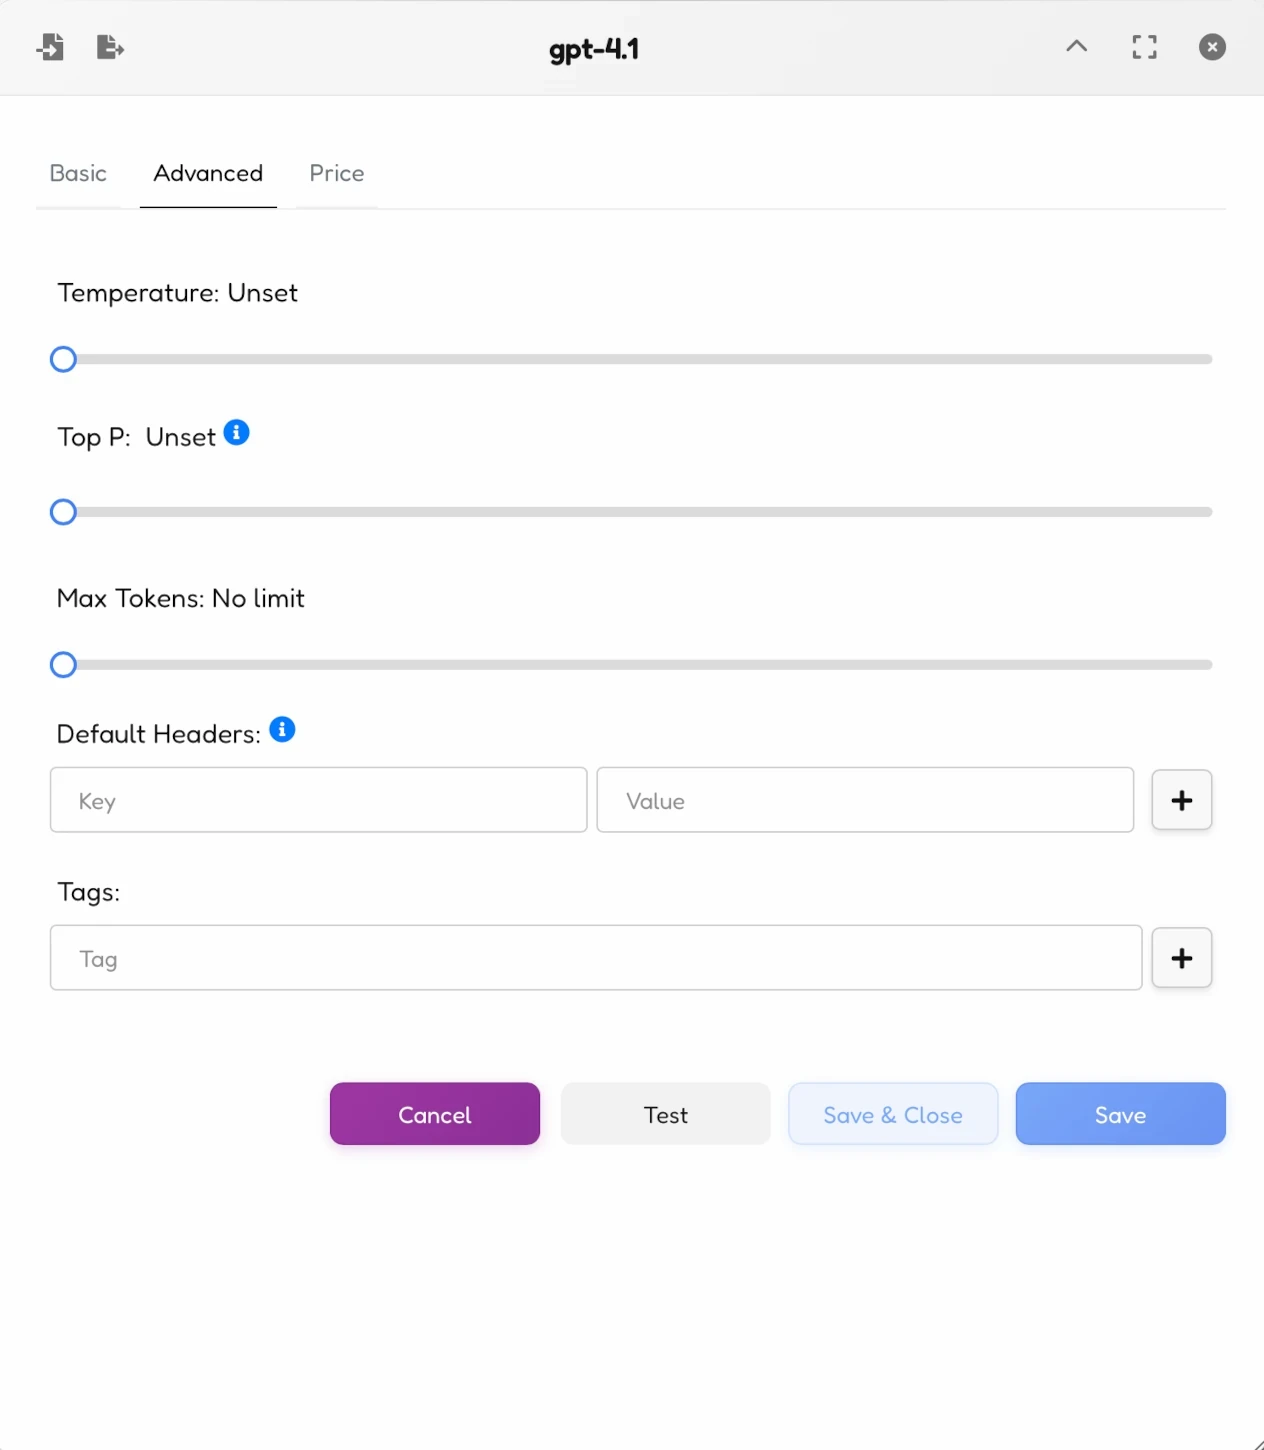 gpt-4.1
Basic Advanced Price
Temperature: Unset
Top P: Unset
Max Tokens: No limit
Default Headers:
Key Value
Tags:
Tag
Cancel Test Save & Close Save